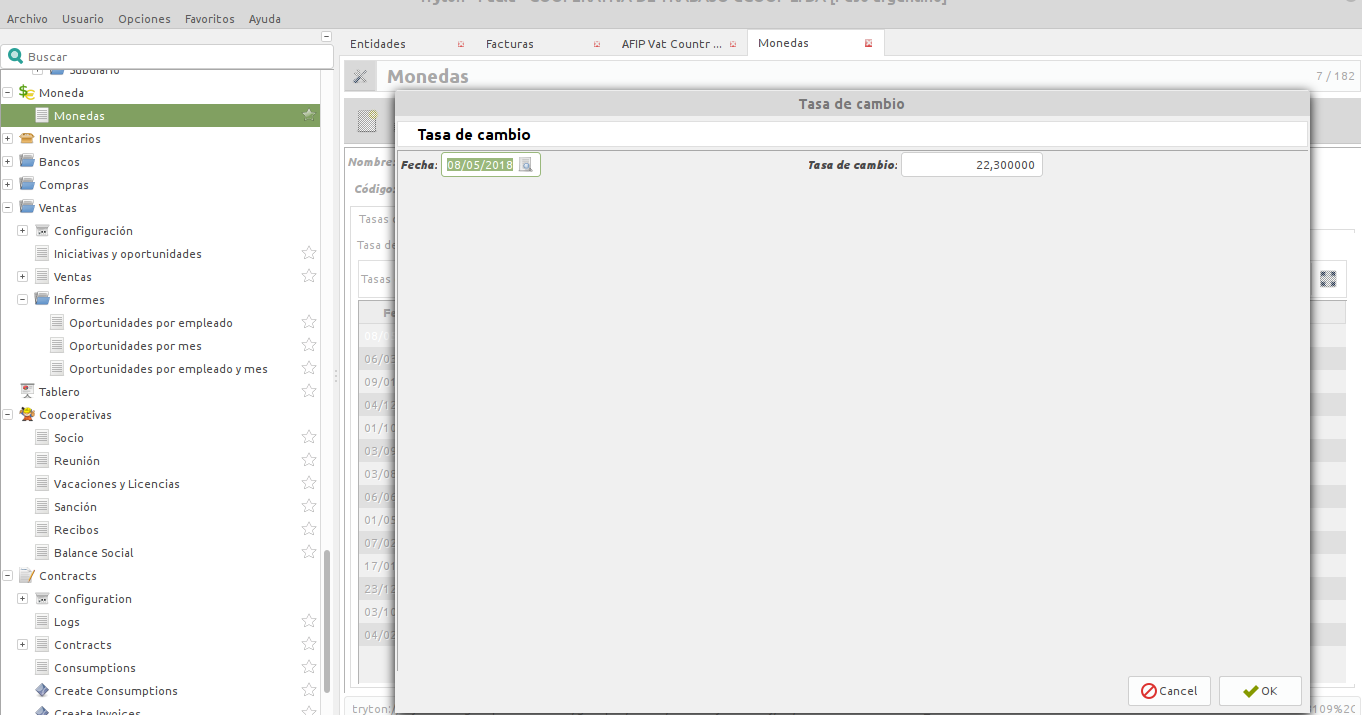 Archivo Usuario Opciones Favoritos Ayuda
Entidades Facturas AFIP Vat Countr ... Monedas
Buscar
Monedas 7 / 182
Subdiario
Moneda
Monedas
Inventarios
Bancos
Compras
Ventas
Configuración
Iniciativas y oportunidades
Ventas
Informes
Oportunidades por empleado
Oportunidades por mes
Oportunidades por empleado y mes
Tablero
Cooperativas
Socio
Reunión
Vacaciones y Licencias
Sanción
Recibos
Balance Social
Contracts
Configuration
Logs
Contracts
Consumptions
Create Consumptions
Create Invoices
Nombre:
Código:
Tasas
Tasa de
Tasas
Fe
08/0
06/03
09/01
04/12
01/10
03/09
03/08
06/06
01/05
07/02
17/01
23/12
03/10
04/02
tryton:/
109%2C
Tasa de cambio
Tasa de cambio
Fecha: 08/05/2018 Tasa de cambio: 22,300000
Cancel OK